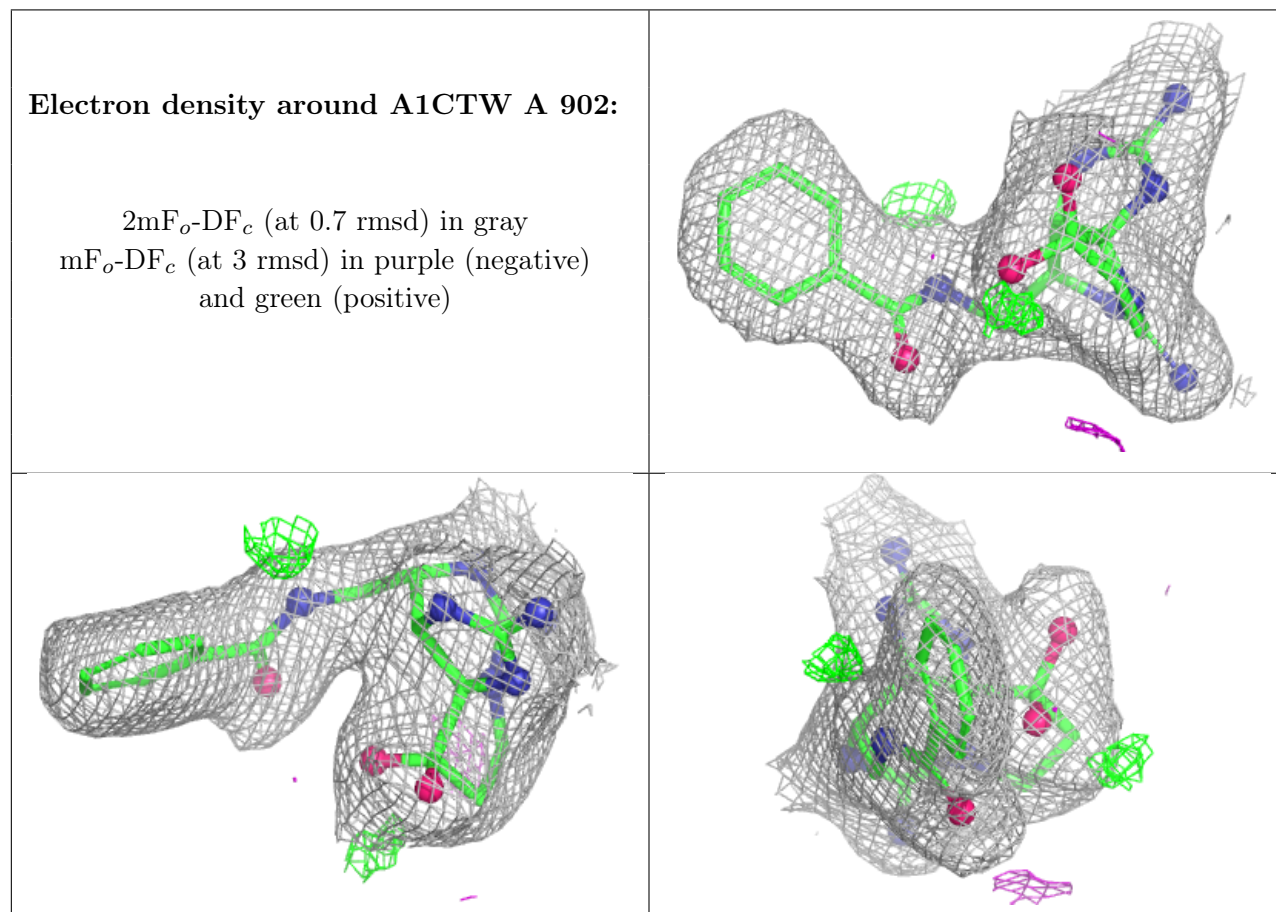 Electron density around A1CTW A 902:
2mFo-DFc (at 0.7 rmsd) in gray
mFo-DFc (at 3 rmsd) in purple (negative)
and green (positive)